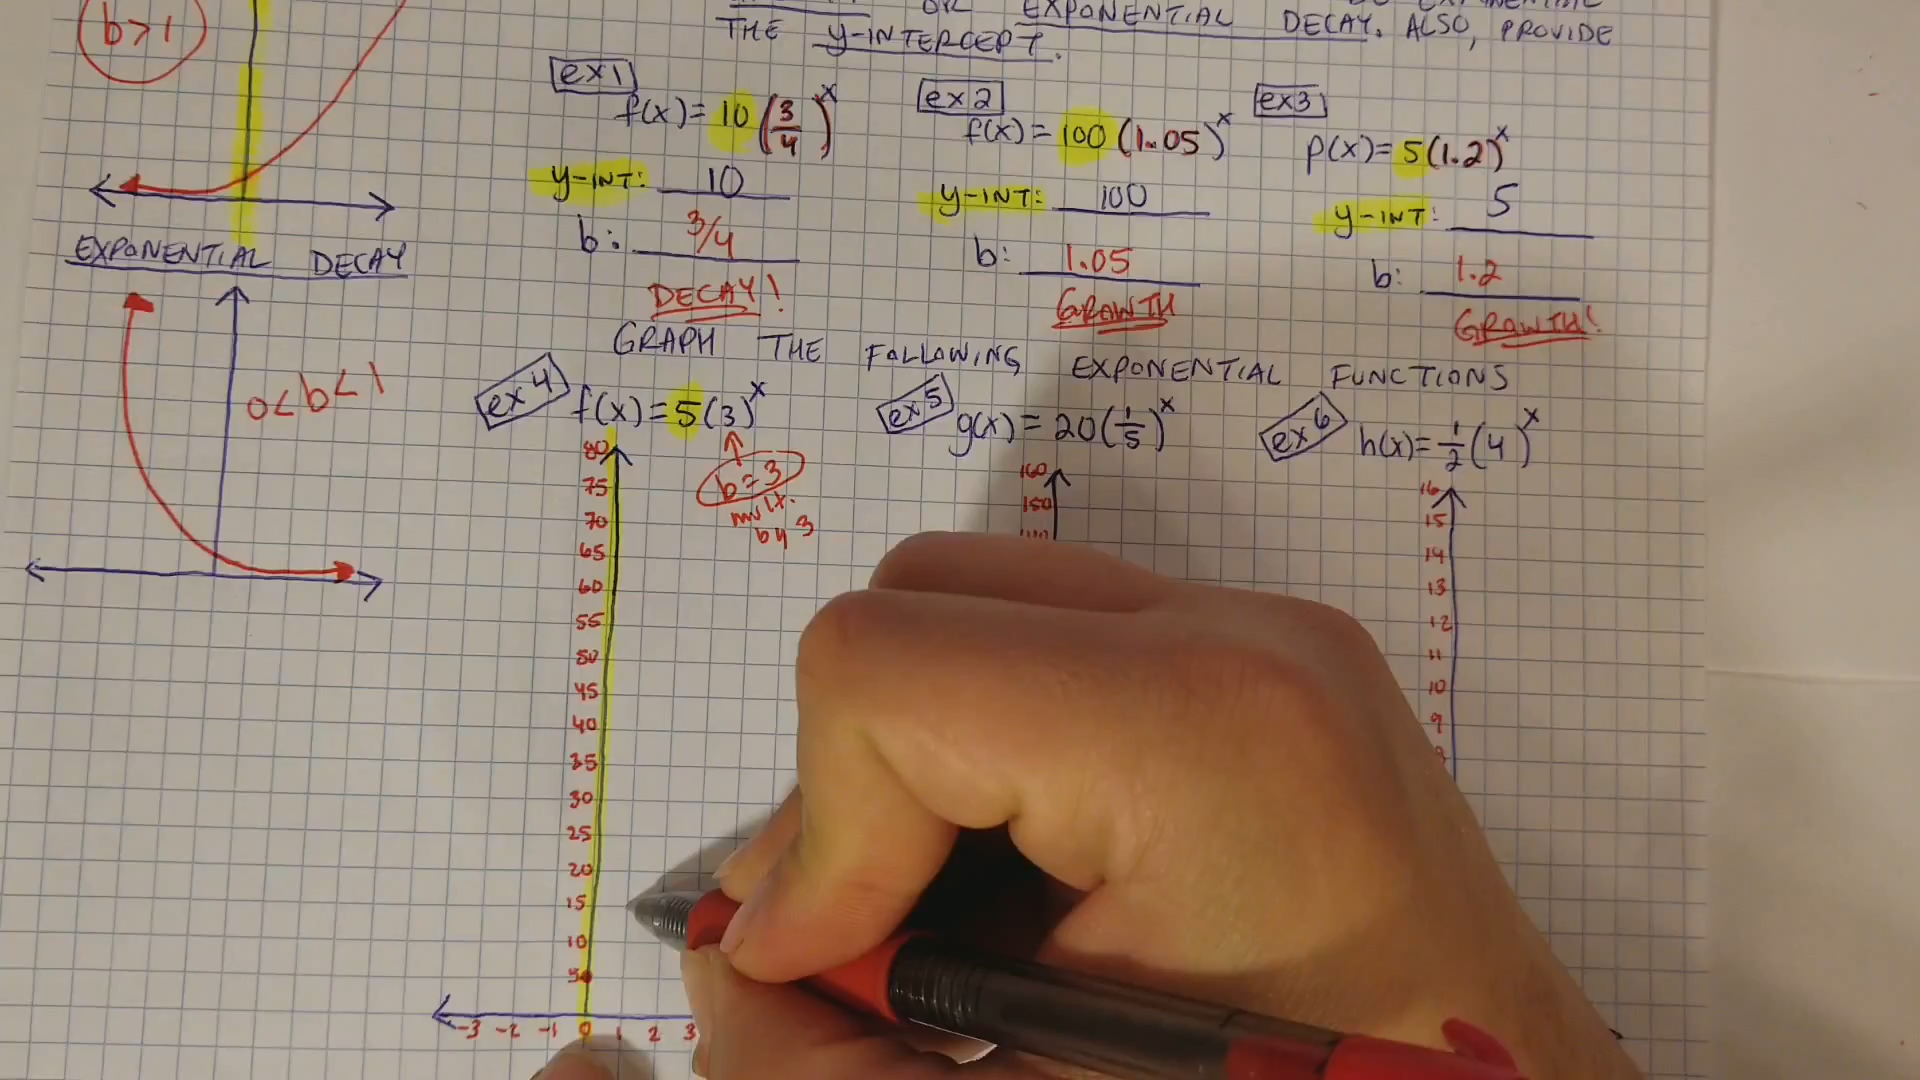 OR EXPONENTIAL DECAY. ALSO, PROVIDE
THE y-INTERCEPT.
b>1
ex1
f(x)=10(3/4)^x
y-INT: 10
b: 3/4
DECAY!
ex2
f(x)=100(1.05)^x
y-INT: 100
b: 1.05
GROWTH
ex3
p(x)=5(1.2)^x
y-INT: 5
b: 1.2
GROWTH!
EXPONENTIAL DECAY
0<b<1
GRAPH THE FOLLOWING EXPONENTIAL FUNCTIONS
ex4
f(x)=5(3)^x
b=3
mult.
by 3
80
75
70
65
60
55
50
45
40
35
30
25
20
15
10
5
-3 -2 -1 0 1 2 3
ex5
g(x)=20(1/5)^x
160
150
ex6
h(x)=1/2(4)^x
16
15
14
13
12
11
10
9